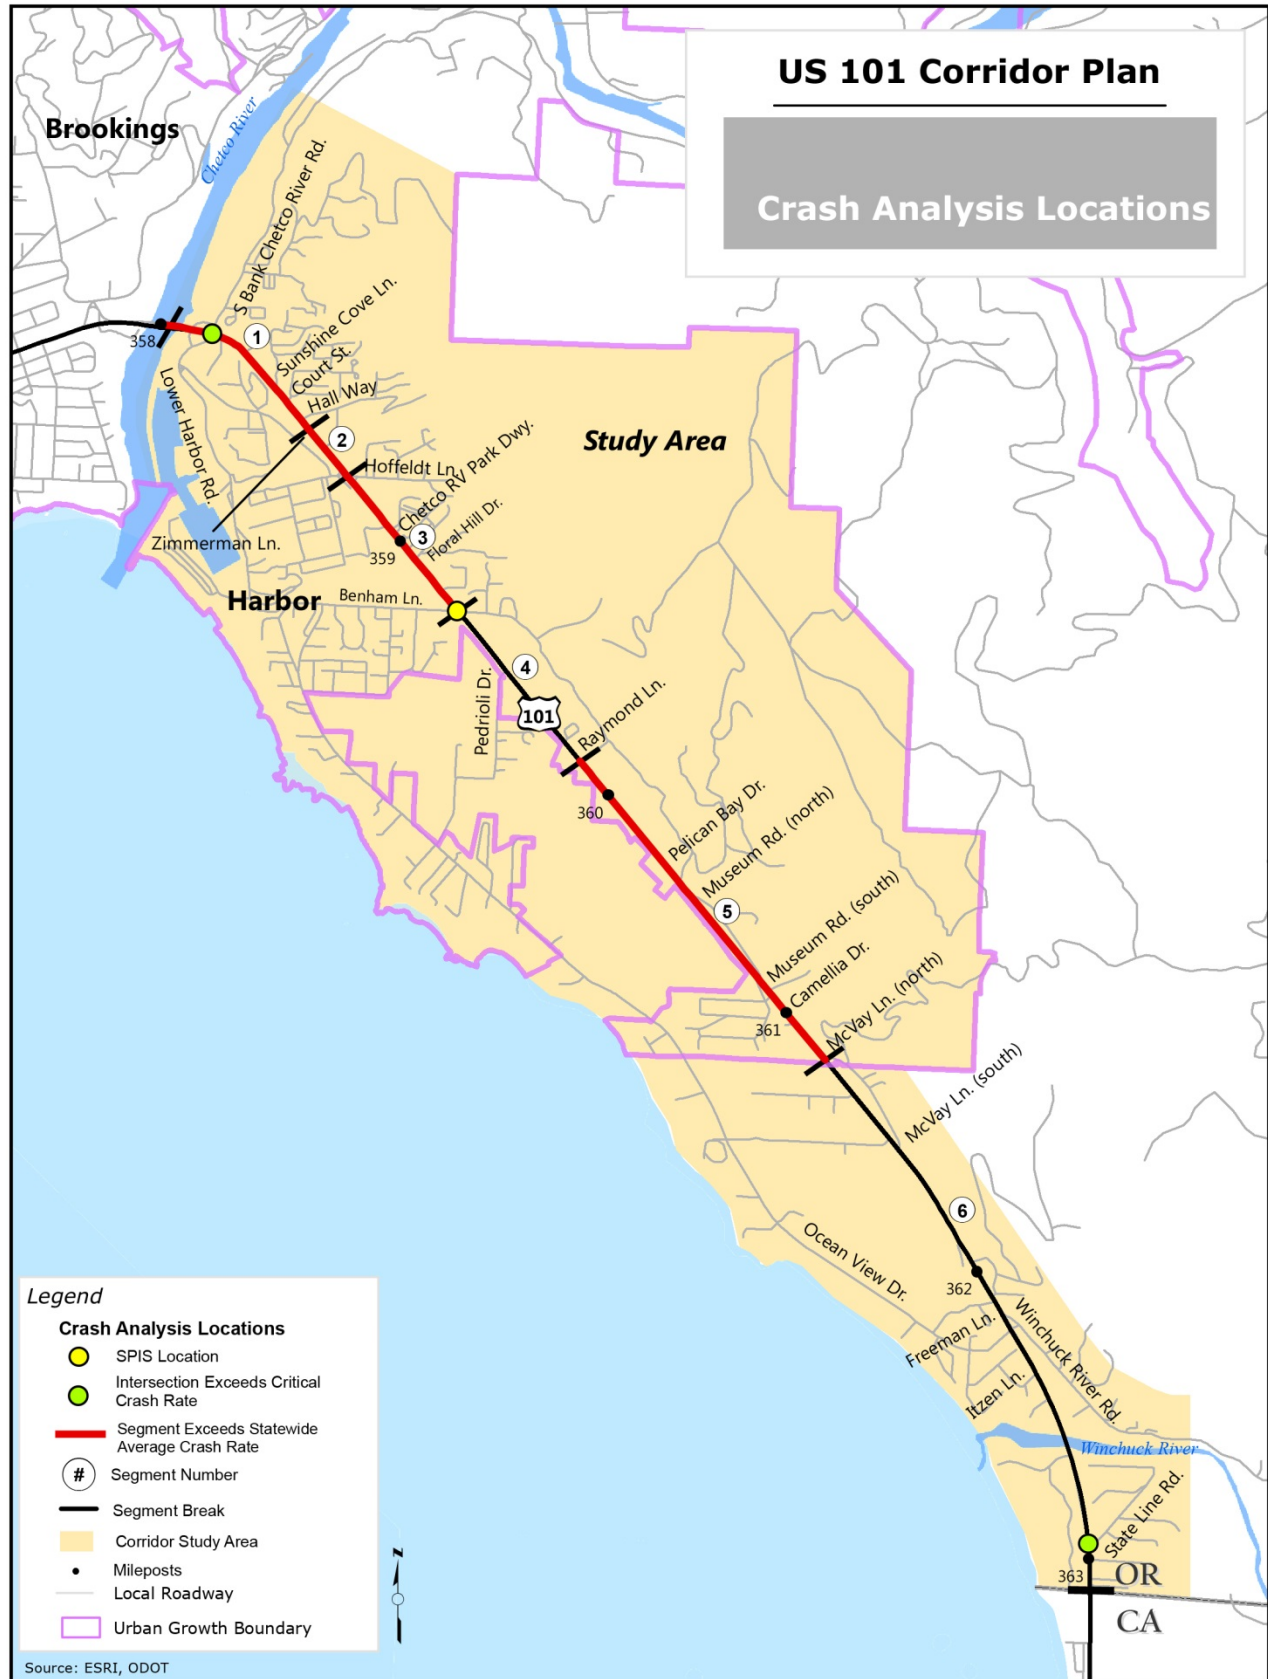 US 101 Corridor Plan
Crash Analysis Locations
Brookings
Chetco River
S Bank Chetco River Rd.
358
1
Sunshine Cove Ln.
Court St.
Lower Harbor Rd.
Hall Way
2
Study Area
Hoffeldt Ln.
Chetco RV Park Dwy.
3
Floral Hill Dr.
Zimmerman Ln.
359
Harbor
Benham Ln.
4
Pedrioli Dr.
101
Raymond Ln.
360
Pelican Bay Dr.
Museum Rd. (north)
5
Museum Rd. (south)
Camellia Dr.
361
McVay Ln. (north)
McVay Ln. (south)
6
Ocean View Dr.
362
Freeman Ln.
Winchuck River Rd.
Itzen Ln.
Winchuck River
State Line Rd.
363
OR
CA
Legend
Crash Analysis Locations
SPIS Location
Intersection Exceeds Critical
Crash Rate
Segment Exceeds Statewide
Average Crash Rate
# Segment Number
Segment Break
Corridor Study Area
Mileposts
Local Roadway
Urban Growth Boundary
Z
Source: ESRI, ODOT